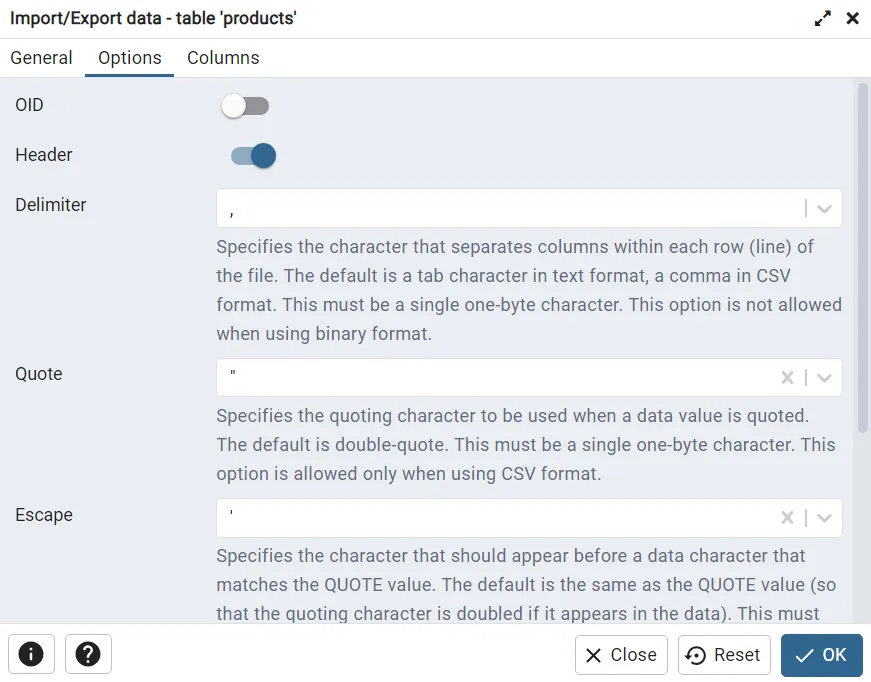 Import/Export data - table 'products'
General Options Columns
OID
Header
Delimiter ,
Specifies the character that separates columns within each row (line) of
the file. The default is a tab character in text format, a comma in CSV
format. This must be a single one-byte character. This option is not allowed
when using binary format.
Quote "
Specifies the quoting character to be used when a data value is quoted.
The default is double-quote. This must be a single one-byte character. This
option is allowed only when using CSV format.
Escape '
Specifies the character that should appear before a data character that
matches the QUOTE value. The default is the same as the QUOTE value (so
that the quoting character is doubled if it appears in the data). This must
Close Reset OK